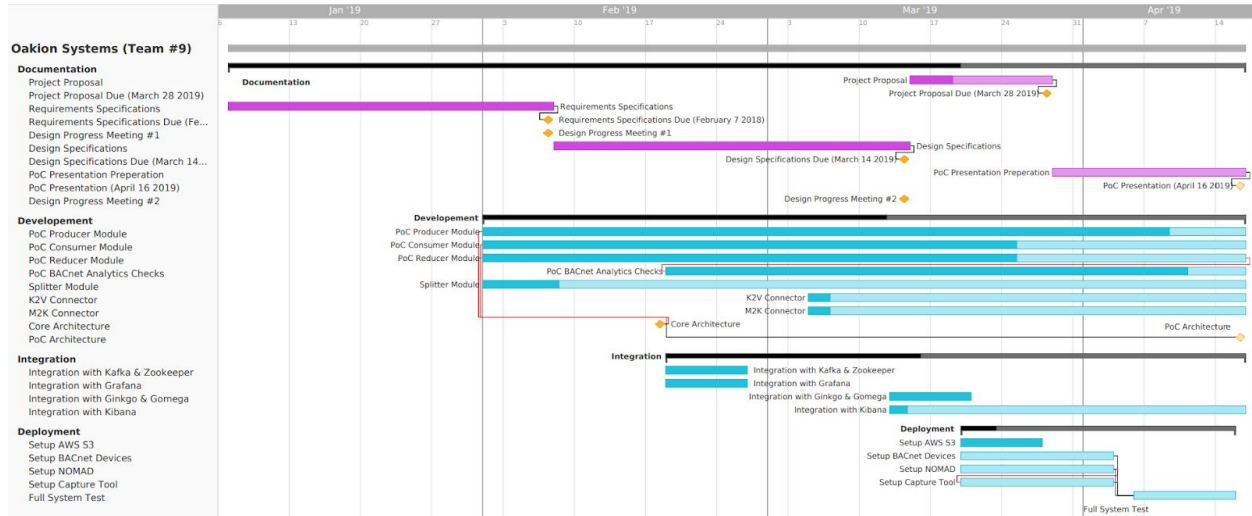 Jan '19 Feb '19 Mar '19 Apr '19
6 13 20 27 3 10 17 24 3 10 17 24 31 7 14
Oakion Systems (Team #9)
Documentation
Documentation
Project Proposal
Project Proposal
Project Proposal Due (March 28 2019)
Project Proposal Due (March 28 2019)
Requirements Specifications
Requirements Specifications
Requirements Specifications Due (Fe...
Requirements Specifications Due (February 7 2018)
Design Progress Meeting #1
Design Progress Meeting #1
Design Specifications
Design Specifications
Design Specifications Due (March 14...
Design Specifications Due (March 14 2019)
PoC Presentation Preperation
PoC Presentation Preperation
PoC Presentation (April 16 2019)
PoC Presentation (April 16 2019)
Design Progress Meeting #2
Design Progress Meeting #2
Developement
Developement
PoC Producer Module
PoC Producer Module
PoC Consumer Module
PoC Consumer Module
PoC Reducer Module
PoC Reducer Module
PoC BACnet Analytics Checks
PoC BACnet Analytics Checks
Splitter Module
Splitter Module
K2V Connector
K2V Connector
M2K Connector
M2K Connector
Core Architecture
Core Architecture
PoC Architecture
PoC Architecture
Integration
Integration
Integration with Kafka & Zookeeper
Integration with Kafka & Zookeeper
Integration with Grafana
Integration with Grafana
Integration with Ginkgo & Gomega
Integration with Ginkgo & Gomega
Integration with Kibana
Integration with Kibana
Deployment
Deployment
Setup AWS S3
Setup AWS S3
Setup BACnet Devices
Setup BACnet Devices
Setup NOMAD
Setup NOMAD
Setup Capture Tool
Setup Capture Tool
Full System Test
Full System Test